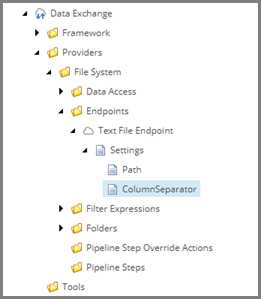 Data Exchange
Framework
Providers
File System
Data Access
Endpoints
Text File Endpoint
Settings
Path
ColumnSeparator
Filter Expressions
Folders
Pipeline Step Override Actions
Pipeline Steps
Tools